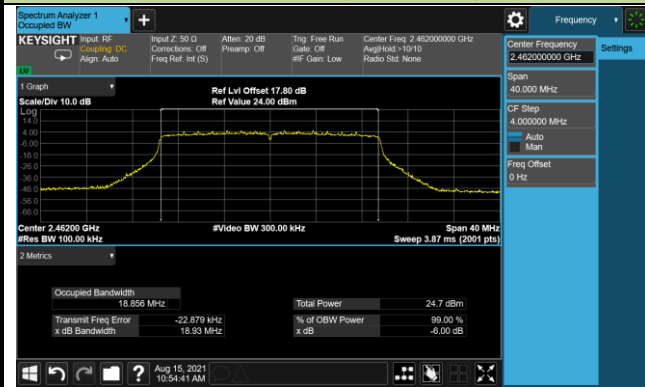 Spectrum Analyzer 1
Occupied BW
Frequency
KEYSIGHT
Input: RF
Coupling: DC
Align: Auto
Input Z: 50 Ω
Corrections: Off
Freq Ref: Int (S)
Atten: 20 dB
Preamp: Off
Trig: Free Run
Gate: Off
#IF Gain: Low
Center Freq: 2.462000000 GHz
Avg|Hold:>10/10
Radio Std: None
Center Frequency
2.462000000 GHz
Settings
Span
40.000 MHz
CF Step
4.000000 MHz
Auto
Man
Freq Offset
0 Hz
1 Graph
Scale/Div 10.0 dB
Ref Lvl Offset 17.80 dB
Ref Value 24.00 dBm
Log
14.0
4.00
-6.00
-16.0
-26.0
-36.0
-46.0
-56.0
-66.0
Center 2.46200 GHz
#Res BW 100.00 kHz
#Video BW 300.00 kHz
Span 40 MHz
Sweep 3.87 ms (2001 pts)
2 Metrics
Occupied Bandwidth
18.856 MHz
Total Power 24.7 dBm
Transmit Freq Error -22.879 kHz
% of OBW Power 99.00 %
x dB Bandwidth 18.93 MHz
x dB -6.00 dB
Aug 15, 2021
10:54:41 AM